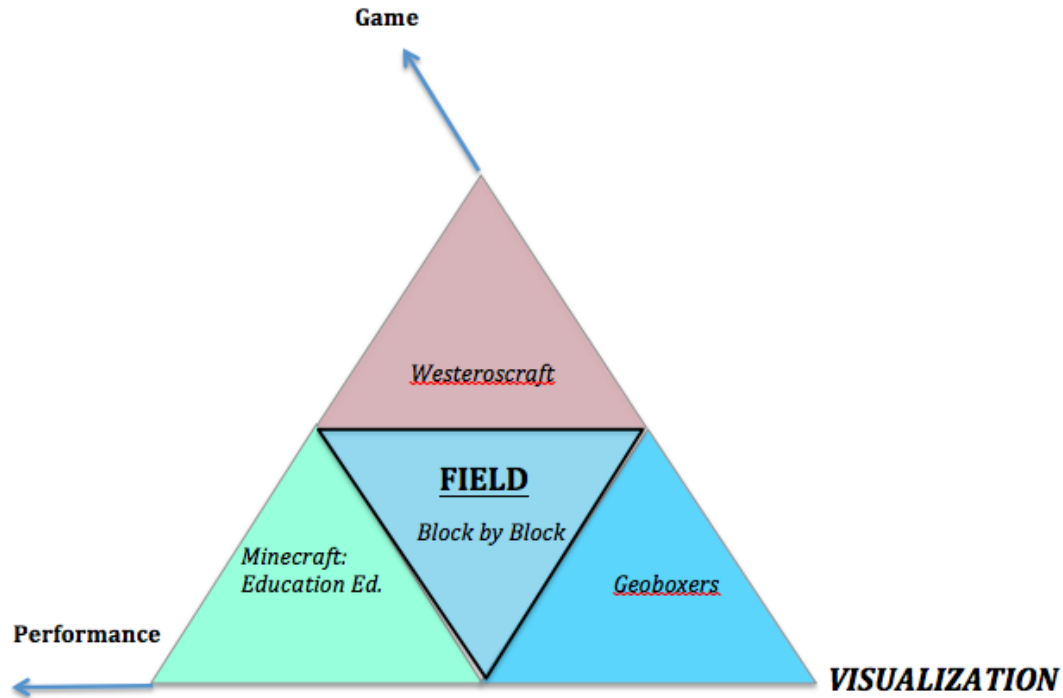 Game
Westeroscraft
FIELD
Block by Block
Minecraft:
Education Ed.
Geoboxers
Performance
VISUALIZATION